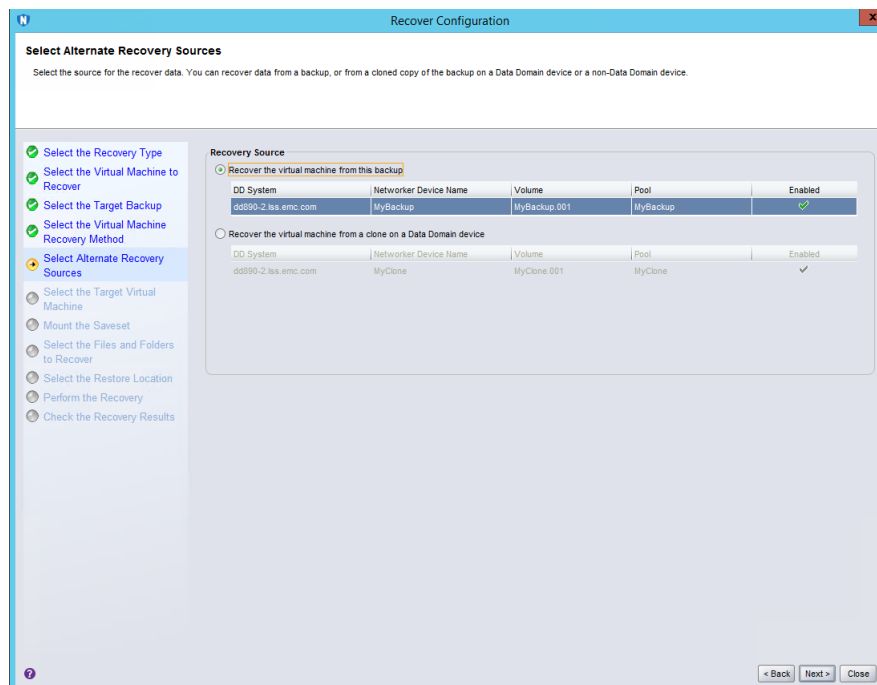 Recover Configuration
x
Select Alternate Recovery Sources
Select the source for the recover data. You can recover data from a backup, or from a cloned copy of the backup on a Data Domain device or a non-Data Domain device.
Select the Recovery Type
Select the Virtual Machine to
Recover
Select the Target Backup
Select the Virtual Machine
Recovery Method
Select Alternate Recovery
Sources
Select the Target Virtual
Machine
Mount the Saveset
Select the Files and Folders
to Recover
Select the Restore Location
Perform the Recovery
Check the Recovery Results
Recovery Source
Recover the virtual machine from this backup
DD System Networker Device Name Volume Pool Enabled
dd890-2.lss.emc.com MyBackup MyBackup.001 MyBackup
Recover the virtual machine from a clone on a Data Domain device
DD System Networker Device Name Volume Pool Enabled
dd890-2.lss.emc.com MyClone MyClone.001 MyClone
?
< Back Next > Close